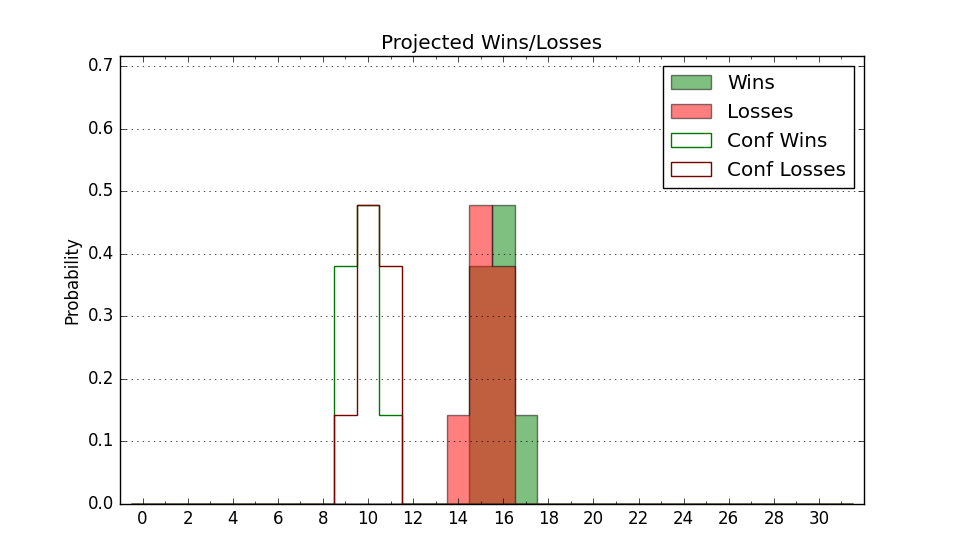 Projected Wins/Losses
0.7
0.6
0.5
0.4
0.3
0.2
0.1
0.0
Probability
Wins
Losses
Conf Wins
Conf Losses
0 2 4 6 8 10 12 14 16 18 20 22 24 26 28 30